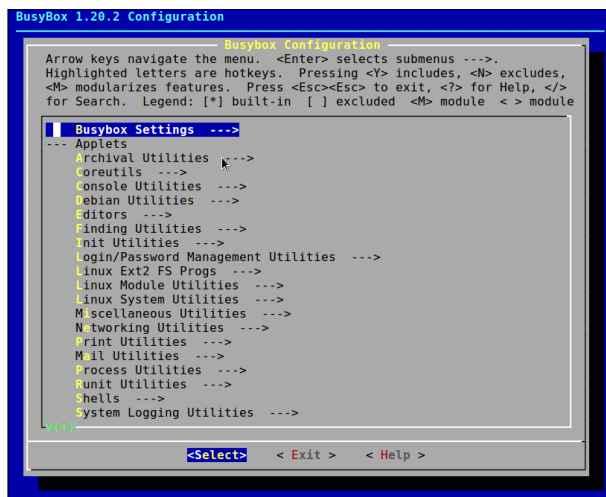 BusyBox 1.20.2 Configuration
Busybox Configuration
Arrow keys navigate the menu.  <Enter> selects submenus --->.
Highlighted letters are hotkeys.  Pressing <Y> includes, <N> excludes,
<M> modularizes features.  Press <Esc><Esc> to exit, <?> for Help, </>
for Search.  Legend: [*] built-in  [ ] excluded  <M> module  < > module
Busybox Settings  --->
--- Applets
Archival Utilities  --->
Coreutils  --->
Console Utilities  --->
Debian Utilities  --->
Editors  --->
Finding Utilities  --->
Init Utilities  --->
Login/Password Management Utilities  --->
Linux Ext2 FS Progs  --->
Linux Module Utilities  --->
Linux System Utilities  --->
Miscellaneous Utilities  --->
Networking Utilities  --->
Print Utilities  --->
Mail Utilities  --->
Process Utilities  --->
Runit Utilities  --->
Shells  --->
System Logging Utilities  --->
v(+)
<Select>    < Exit >    < Help >